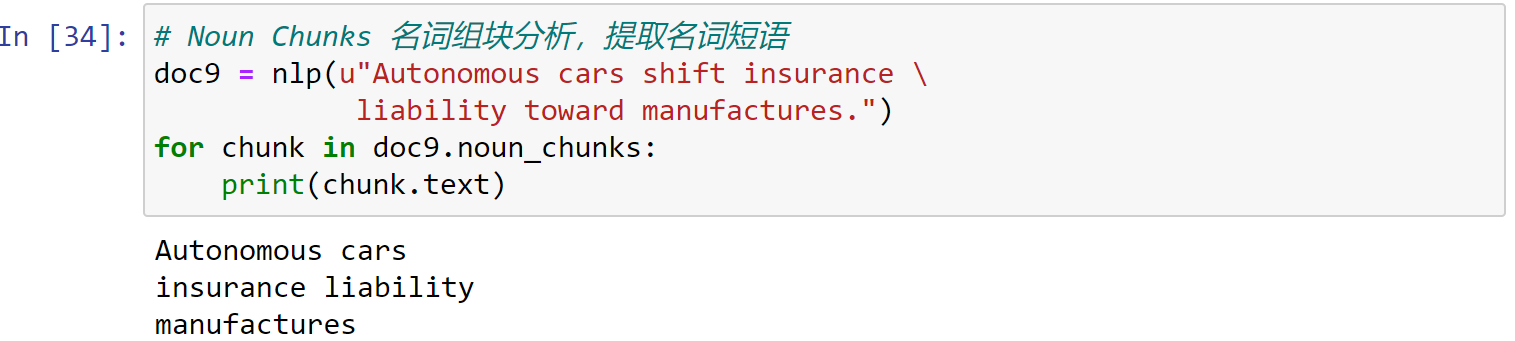 In [34]:
# Noun Chunks 名词组块分析，提取名词短语
doc9 = nlp(u"Autonomous cars shift insurance \
            liability toward manufactures.")
for chunk in doc9.noun_chunks:
    print(chunk.text)
Autonomous cars
insurance liability
manufactures